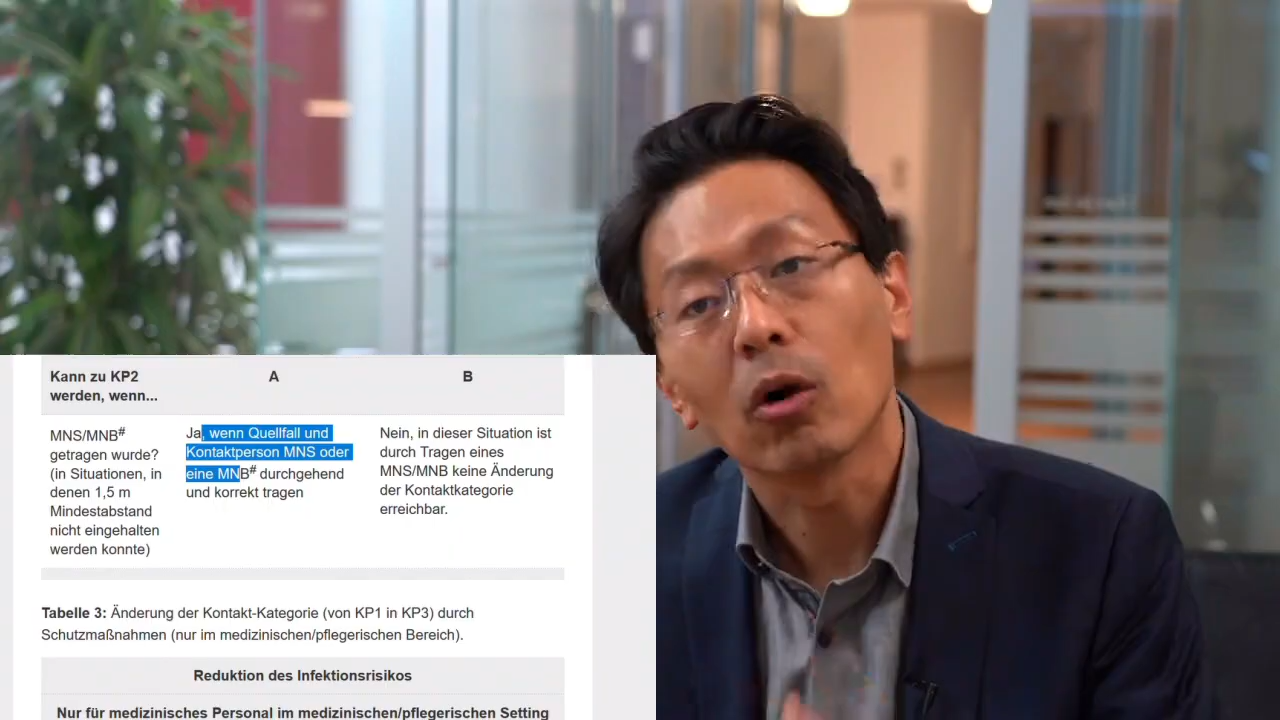 Kann zu KP2 werden, wenn...
A
B
MNS/MNB#
getragen wurde?
(in Situationen, in
denen 1,5 m
Mindestabstand
nicht eingehalten
werden konnte)
Ja, wenn Quellfall und
Kontaktperson MNS oder
eine MNB# durchgehend
und korrekt tragen
Nein, in dieser Situation ist
durch Tragen eines
MNS/MNB keine Änderung
der Kontaktkategorie
erreichbar.
Tabelle 3: Änderung der Kontakt-Kategorie (von KP1 in KP3) durch
Schutzmaßnahmen (nur im medizinischen/pflegerischen Bereich).
Reduktion des Infektionsrisikos
Nur für medizinisches Personal im medizinischen/pflegerischen Setting